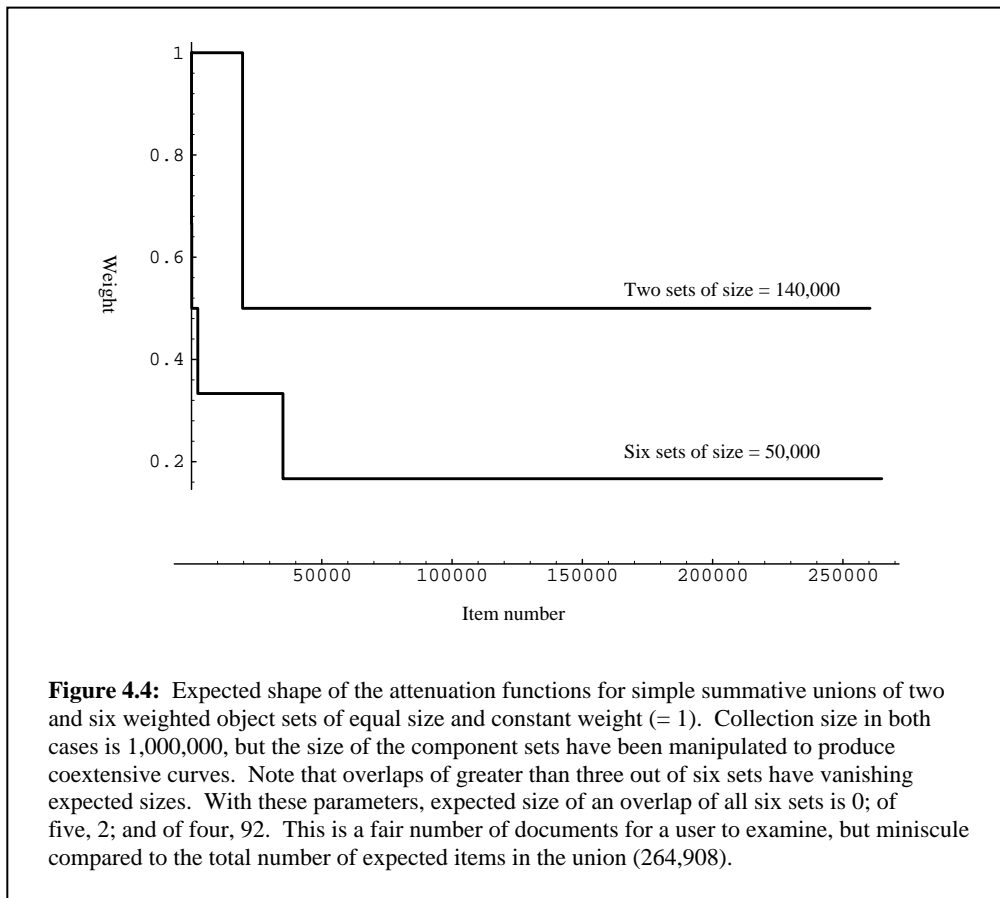 1
0.8
0.6
Weight
Two sets of size = 140,000
0.4
Six sets of size = 50,000
0.2
50000 100000 150000 200000 250000
Item number
Figure 4.4: Expected shape of the attenuation functions for simple summative unions of two
and six weighted object sets of equal size and constant weight (= 1). Collection size in both
cases is 1,000,000, but the size of the component sets have been manipulated to produce
coextensive curves. Note that overlaps of greater than three out of six sets have vanishing
expected sizes. With these parameters, expected size of an overlap of all six sets is 0; of
five, 2; and of four, 92. This is a fair number of documents for a user to examine, but miniscule
compared to the total number of expected items in the union (264,908).